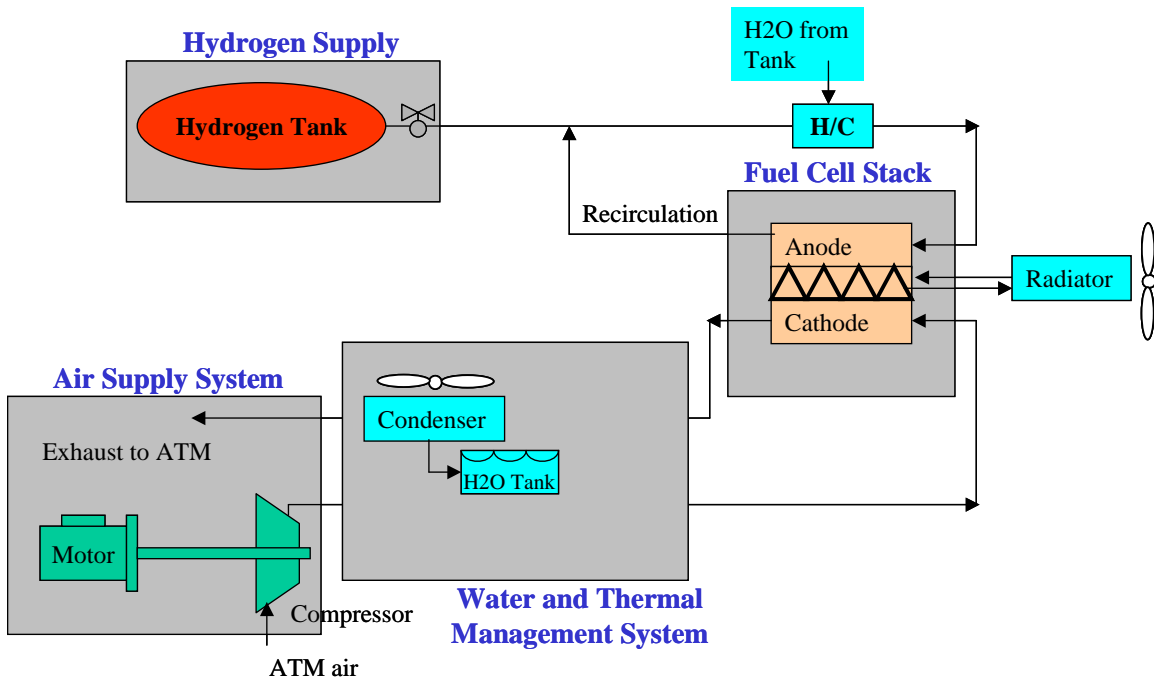 Hydrogen Supply
H2O from
Tank
Hydrogen Tank
H/C
Fuel Cell Stack
Recirculation
Anode
Radiator
Cathode
Air Supply System
Condenser
Exhaust to ATM
H2O Tank
Motor
Compressor
Water and Thermal
Management System
ATM air